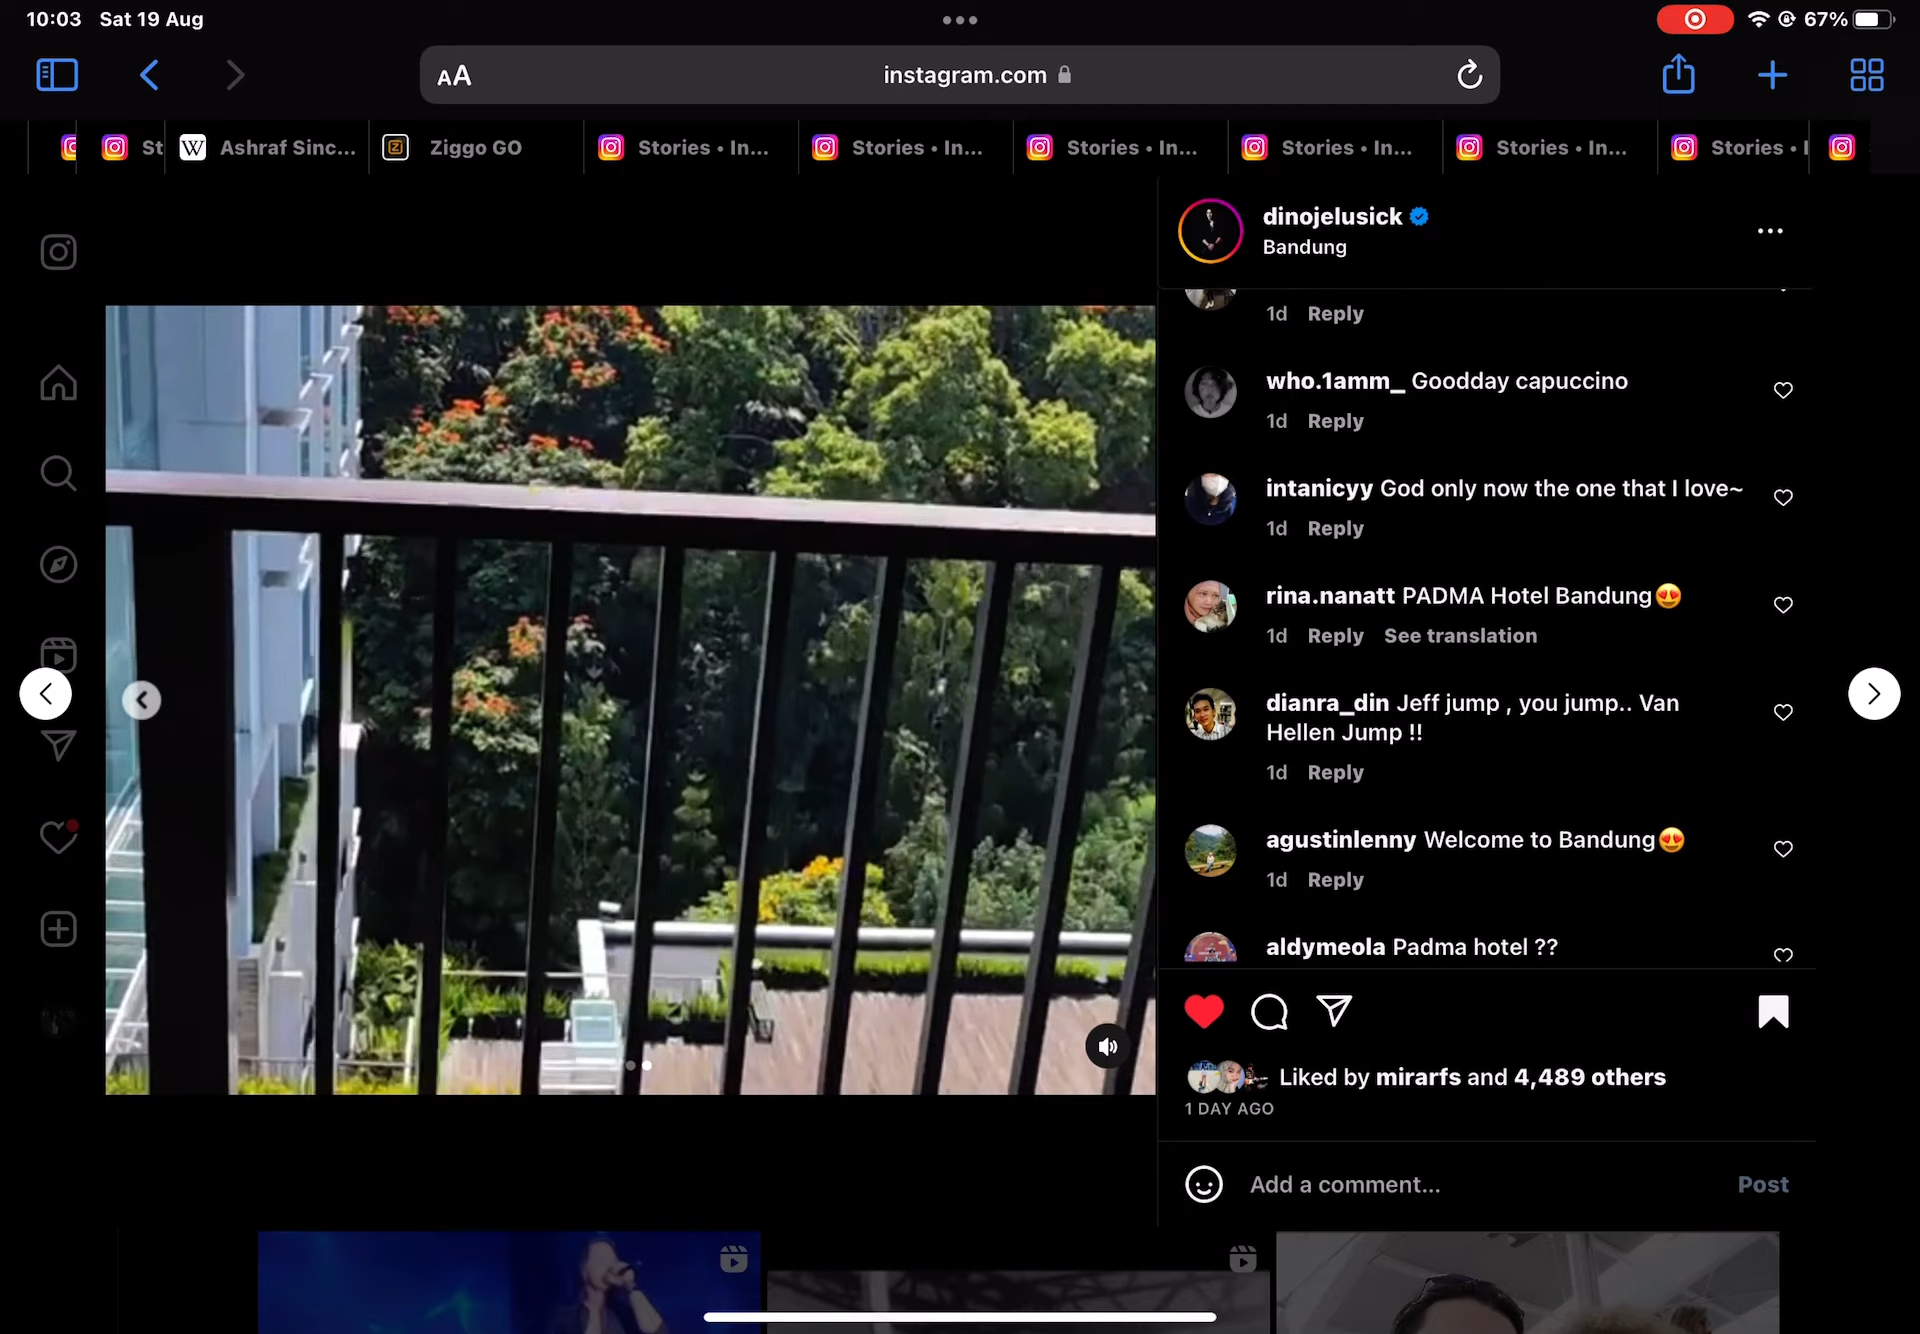 10:03 Sat 19 Aug
67%
AA
instagram.com
St
Ashraf Sinc...
Ziggo GO
Stories • In...
Stories • In...
Stories • In...
Stories • In...
Stories • In...
Stories • I
dinojelusick
Bandung
1d Reply
who.1amm_ Goodday capuccino
1d Reply
intanicyy God only now the one that I love~
1d Reply
rina.nanatt PADMA Hotel Bandung😍
1d Reply See translation
dianra_din Jeff jump , you jump.. Van
Hellen Jump !!
1d Reply
agustinlenny Welcome to Bandung😍
1d Reply
aldymeola Padma hotel ??
Liked by mirarfs and 4,489 others
1 DAY AGO
Add a comment...
Post